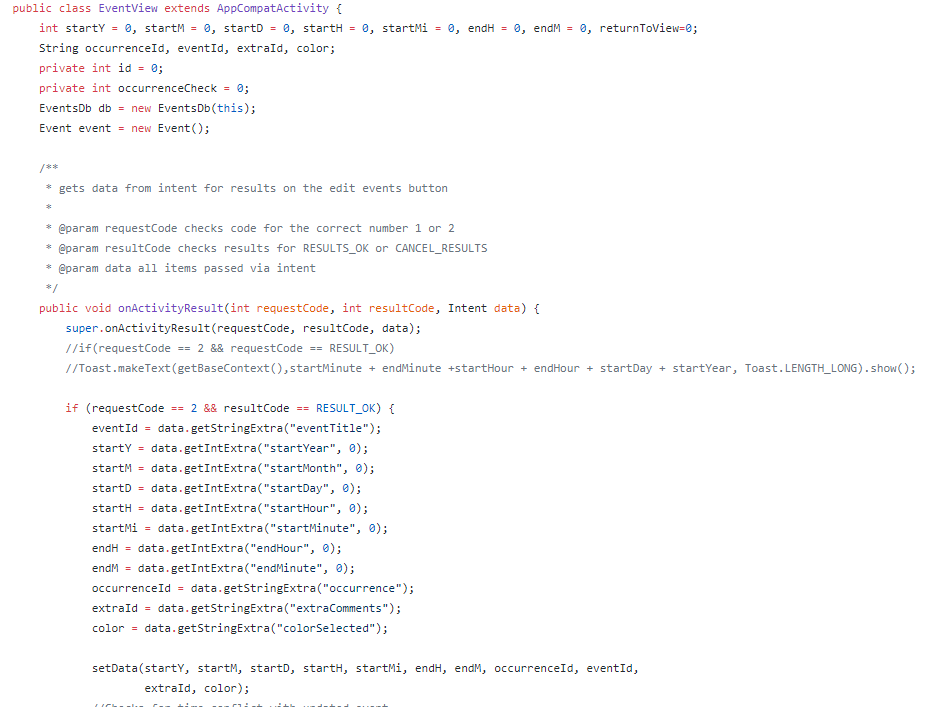 public class EventView extends AppCompatActivity {
    int startY = 0, startM = 0, startD = 0, startH = 0, startMi = 0, endH = 0, endM = 0, returnToView=0;
    String occurrenceId, eventId, extraId, color;
    private int id = 0;
    private int occurrenceCheck = 0;
    EventsDb db = new EventsDb(this);
    Event event = new Event();

    /**
     * gets data from intent for results on the edit events button
     *
     * @param requestCode checks code for the correct number 1 or 2
     * @param resultCode checks results for RESULTS_OK or CANCEL_RESULTS
     * @param data all items passed via intent
     */
    public void onActivityResult(int requestCode, int resultCode, Intent data) {
        super.onActivityResult(requestCode, resultCode, data);
        //if(requestCode == 2 && requestCode == RESULT_OK)
        //Toast.makeText(getBaseContext(),startMinute + endMinute +startHour + endHour + startDay + startYear, Toast.LENGTH_LONG).show();

        if (requestCode == 2 && resultCode == RESULT_OK) {
            eventId = data.getStringExtra("eventTitle");
            startY = data.getIntExtra("startYear", 0);
            startM = data.getIntExtra("startMonth", 0);
            startD = data.getIntExtra("startDay", 0);
            startH = data.getIntExtra("startHour", 0);
            startMi = data.getIntExtra("startMinute", 0);
            endH = data.getIntExtra("endHour", 0);
            endM = data.getIntExtra("endMinute", 0);
            occurrenceId = data.getStringExtra("occurrence");
            extraId = data.getStringExtra("extraComments");
            color = data.getStringExtra("colorSelected");

            setData(startY, startM, startD, startH, startMi, endH, endM, occurrenceId, eventId,
                    extraId, color);
            //Checks for time conflict with updated event